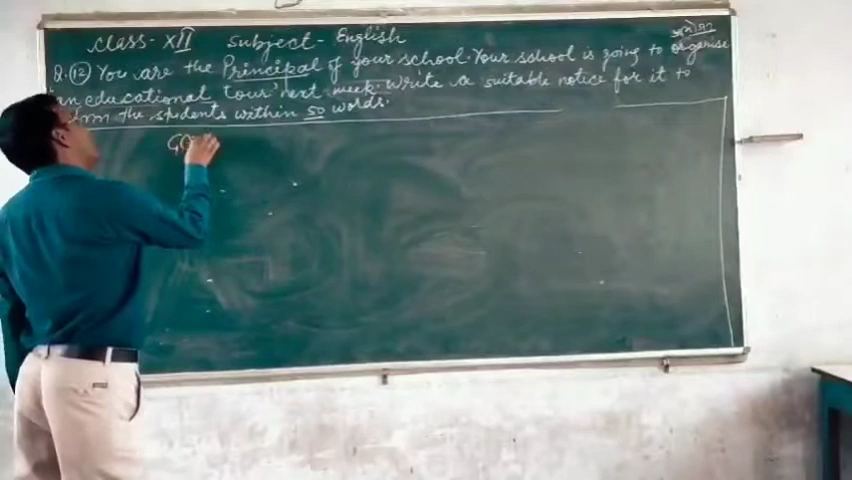 Class- XII Subject- English
Q.(12) You are the Principal of your school. Your school is going to organise
an educational tour next week. Write a suitable notice for it to
the students within 50 words.